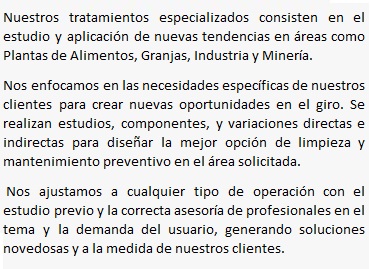 Nuestros tratamientos especializados consisten en el
estudio y aplicación de nuevas tendencias en áreas como
Plantas de Alimentos, Granjas, Industria y Minería.
Nos enfocamos en las necesidades específicas de nuestros
clientes para crear nuevas oportunidades en el giro. Se
realizan estudios, componentes, y variaciones directas e
indirectas para diseñar la mejor opción de limpieza y
mantenimiento preventivo en el área solicitada.
Nos ajustamos a cualquier tipo de operación con el
estudio previo y la correcta asesoría de profesionales en el
tema y la demanda del usuario, generando soluciones
novedosas y a la medida de nuestros clientes.